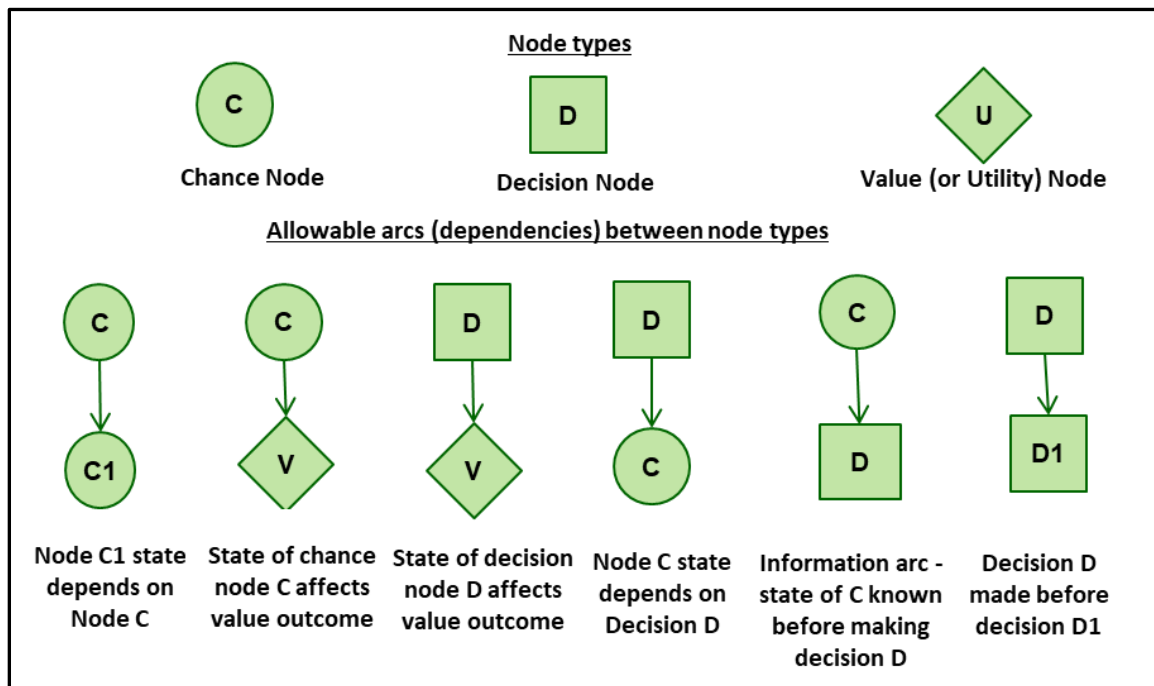 Node types
C
D
U
Chance Node
Decision Node
Value (or Utility) Node
Allowable arcs (dependencies) between node types
C
C
D
D
C
D
C1
V
V
C
D
D1
Node C1 state
depends on
Node C
State of chance
node C affects
value outcome
State of decision
node D affects
value outcome
Node C state
depends on
Decision D
Information arc -
state of C known
before making
decision D
Decision D
made before
decision D1